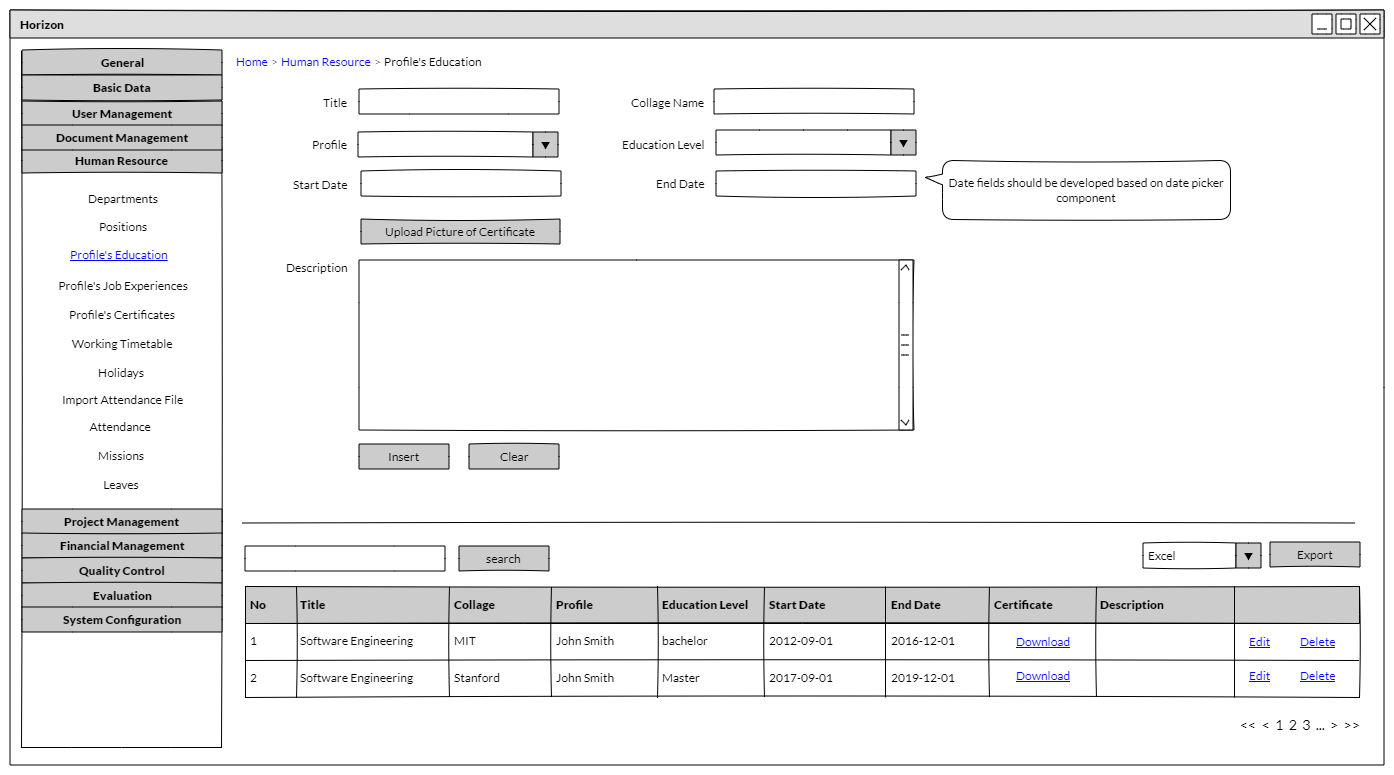 Horizon
General
Basic Data
User Management
Document Management
Human Resource
Departments
Positions
Profile's Education
Profile's Job Experiences
Profile's Certificates
Working Timetable
Holidays
Import Attendance File
Attendance
Missions
Leaves
Project Management
Financial Management
Quality Control
Evaluation
System Configuration
Home > Human Resource > Profile's Education
Title
Collage Name
Profile
Education Level
Start Date
End Date
Date fields should be developed based on date picker
component
Upload Picture of Certificate
Description
Insert Clear
search
Excel
Export
No Title Collage Profile Education Level Start Date End Date Certificate Description
1 Software Engineering MIT John Smith bachelor 2012-09-01 2016-12-01 Download Edit Delete
2 Software Engineering Stanford John Smith Master 2017-09-01 2019-12-01 Download Edit Delete
<< < 1 2 3 ... > >>